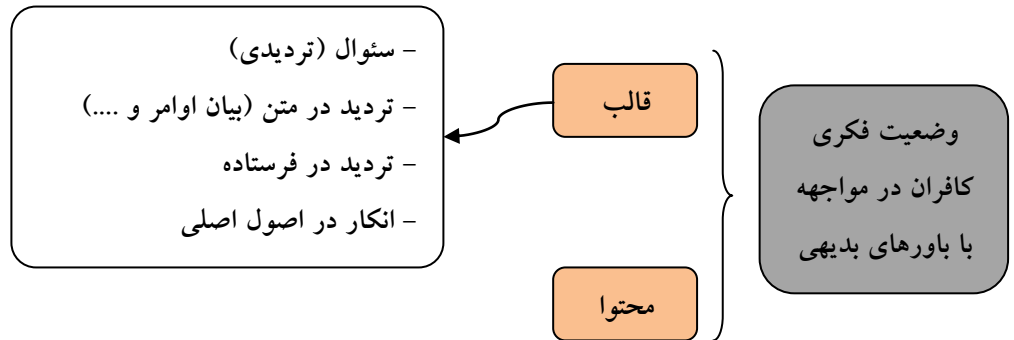 وضعیت فکری
کافران در مواجهه
با باورهای بدیهی
قالب
محتوا
- سئوال (تردیدی)
- تردید در متن (بیان اوامر و ....)
- تردید در فرستاده
- انکار در اصول اصلی